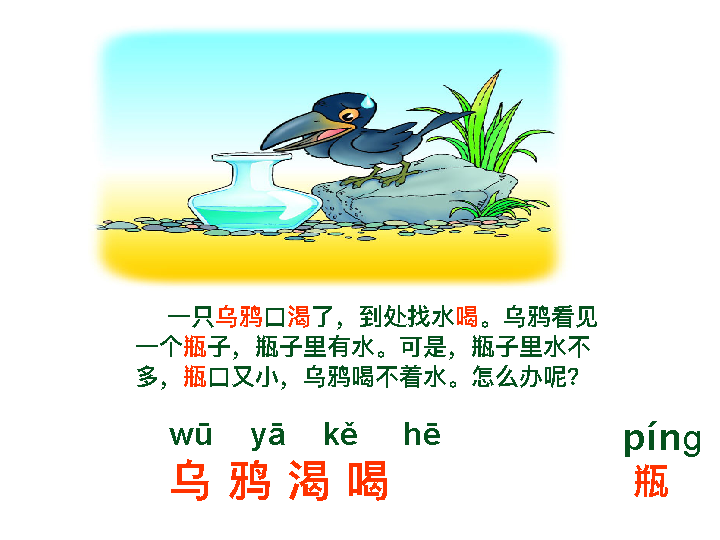 一只乌鸦口渴了，到处找水喝。乌鸦看见
一个瓶子，瓶子里有水。可是，瓶子里水不
多，瓶口又小，乌鸦喝不着水。怎么办呢？
wū yā kě hē píng
乌 鸦 渴 喝 瓶